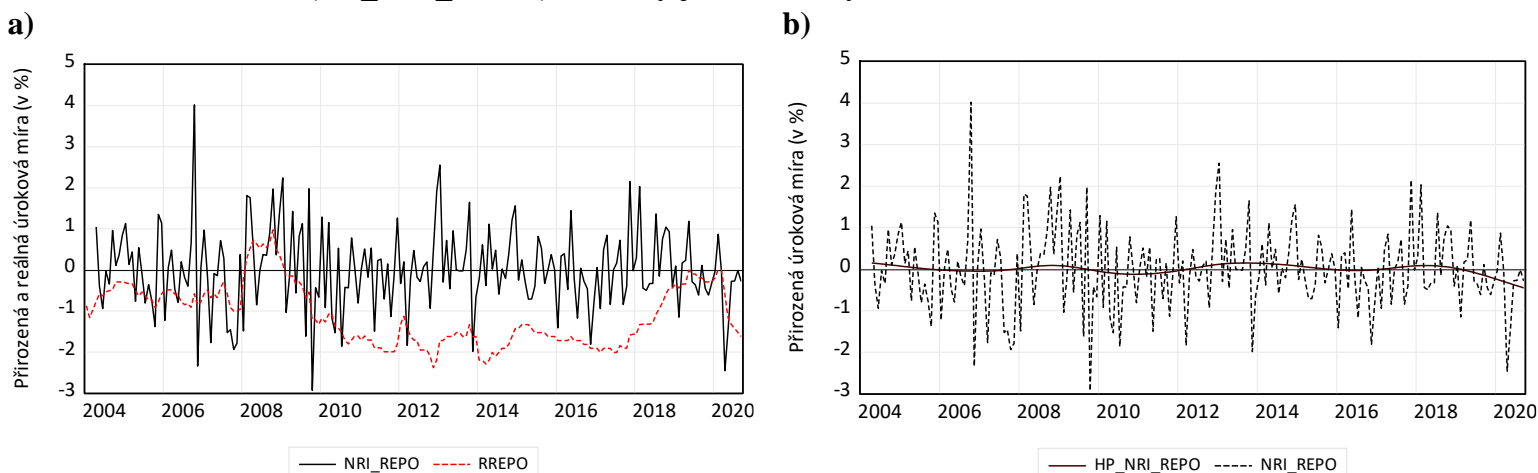 a)
Přirozená a reálná úroková míra (v %)
5
4
3
2
1
0
-1
-2
-3
2004 2006 2008 2010 2012 2014 2016 2018 2020
NRI_REPO RREPO
b)
Přirozená úroková míra (v %)
5
4
3
2
1
0
-1
-2
-3
2004 2006 2008 2010 2012 2014 2016 2018 2020
HP_NRI_REPO NRI_REPO